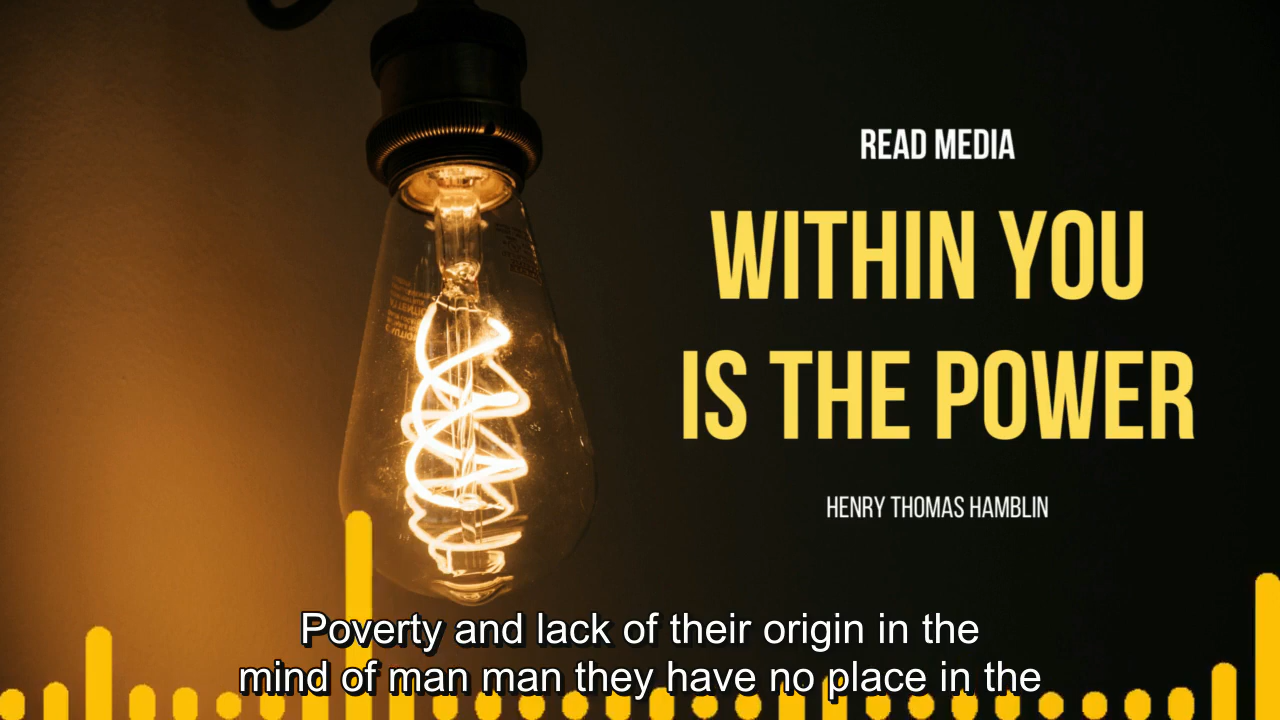 READ MEDIA
WITHIN YOU
IS THE POWER
HENRY THOMAS HAMBLIN
Poverty and lack of their origin in the
mind of man man they have no place in the